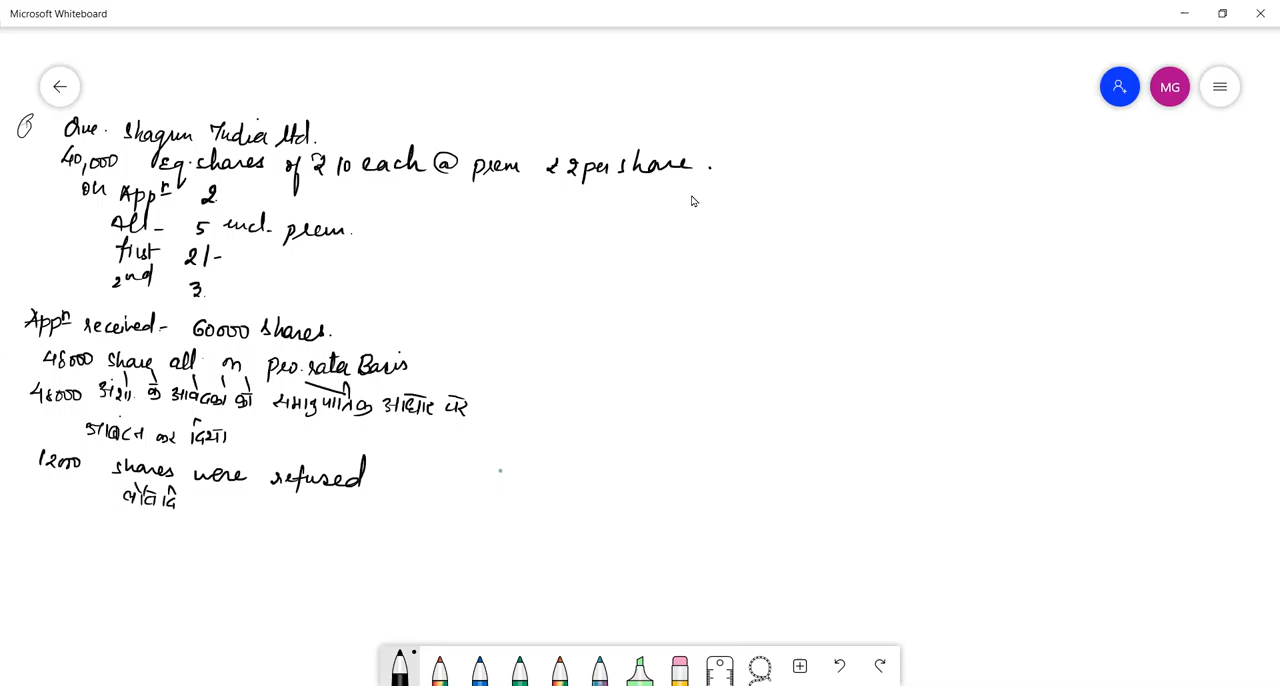 Microsoft Whiteboard
MG
Que. Shagun India Ltd.
40,000 Eq. shares of ₹ 10 each @ prem ₹ 2 per share.
on Appⁿ 2
All - 5 incl. prem.
first 2/-
2nd 3.
Appⁿ received - 60000 shares.
48000 share all. on pro. rata Basis
48000 अंशो के आवेदको को समानुपातिक आधार पर
आवंटन कर दिया
12000 shares were refused